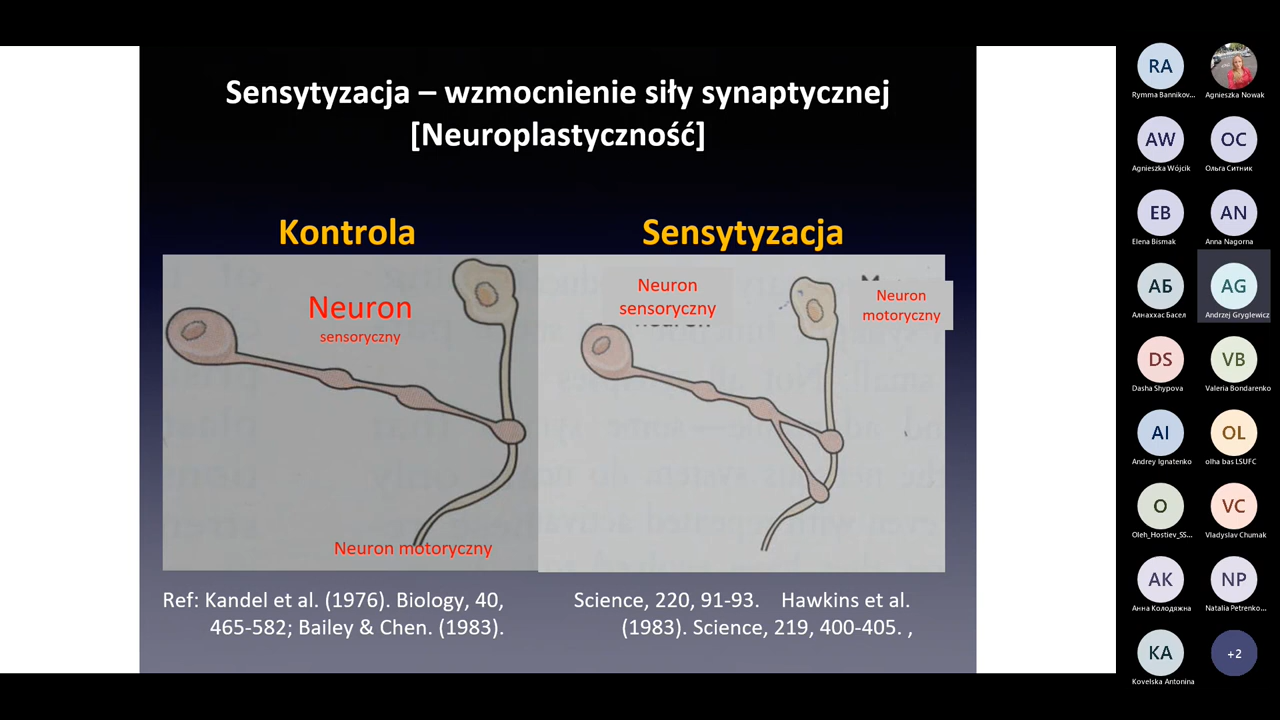 Sensytyzacja – wzmocnienie siły synaptycznej
[Neuroplastyczność]
Kontrola
Sensytyzacja
Neuron
sensoryczny
Neuron motoryczny
Neuron
sensoryczny
Neuron
motoryczny
Ref: Kandel et al. (1976). Biology, 40,
465-582; Bailey & Chen. (1983).
Science, 220, 91-93. Hawkins et al.
(1983). Science, 219, 400-405. ,
RA
Rymma Bannikov...
Agnieszka Nowak
AW
Agnieszka Wójcik
OC
Ольга Ситник
EB
Elena Bismak
AN
Anna Nagorna
АБ
Алнаххас Басел
AG
Andrzej Gryglewicz
DS
Dasha Shypova
VB
Valeria Bondarenko
AI
Andrey Ignatenko
OL
olha bas LSUFC
O
Oleh_Hostiev_SS...
VC
Vladyslav Chumak
АК
Анна Колодяжна
NP
Natalia Petrenko...
KA
Kovelska Antonina
+2